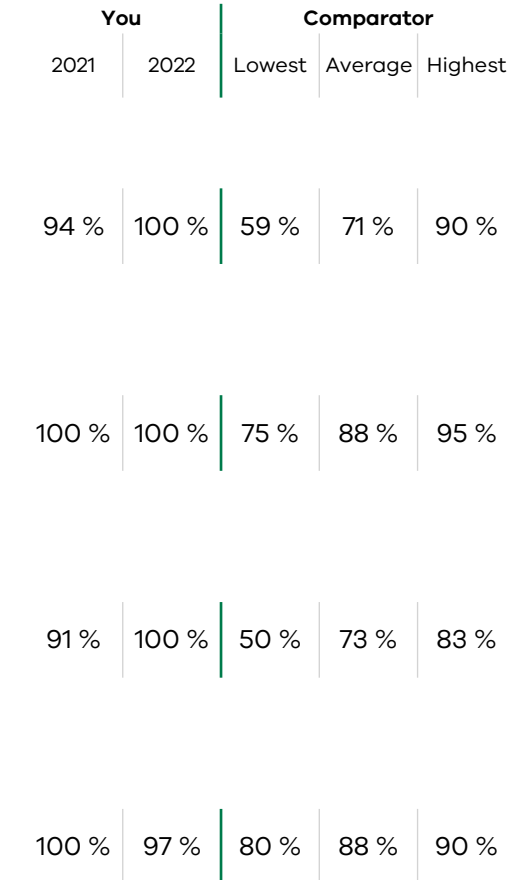 You Comparator
2021 2022 Lowest Average Highest
94 % 100 % 59 % 71 % 90 %
100 % 100 % 75 % 88 % 95 %
91 % 100 % 50 % 73 % 83 %
100 % 97 % 80 % 88 % 90 %